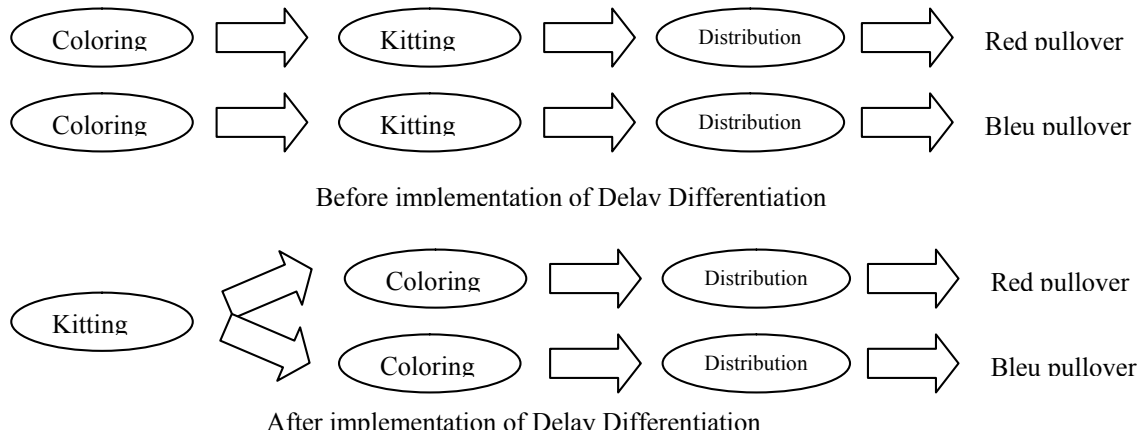 Coloring Kitting Distribution Red pullover
Coloring Kitting Distribution Bleu pullover
Before implementation of Delay Differentiation
Coloring Distribution Red pullover
Kitting
Coloring Distribution Bleu pullover
After implementation of Delay Differentiation